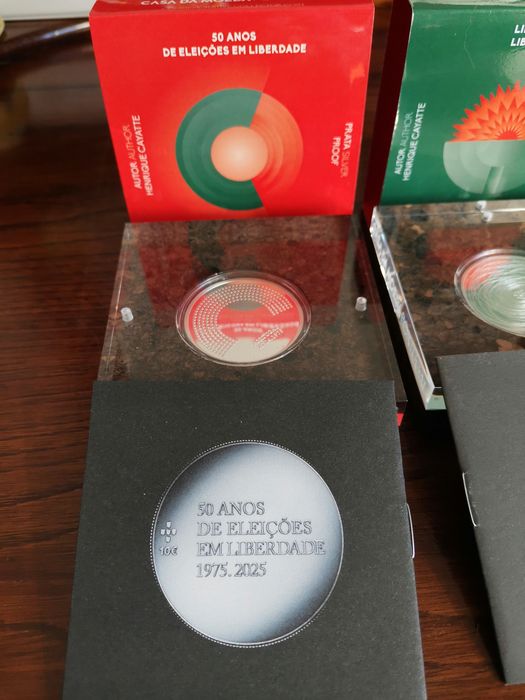 CASA DA MOEDA
50 ANOS
DE ELEIÇÕES EM LIBERDADE
AUTOR AUTHOR
HENRIQUE CAYATTE
PRATA SILVER
PROOF
AUTOR AUTHOR
HENRIQUE CAYATTE
50 ANOS
DE ELEIÇÕES
EM LIBERDADE
1975.2025
10€